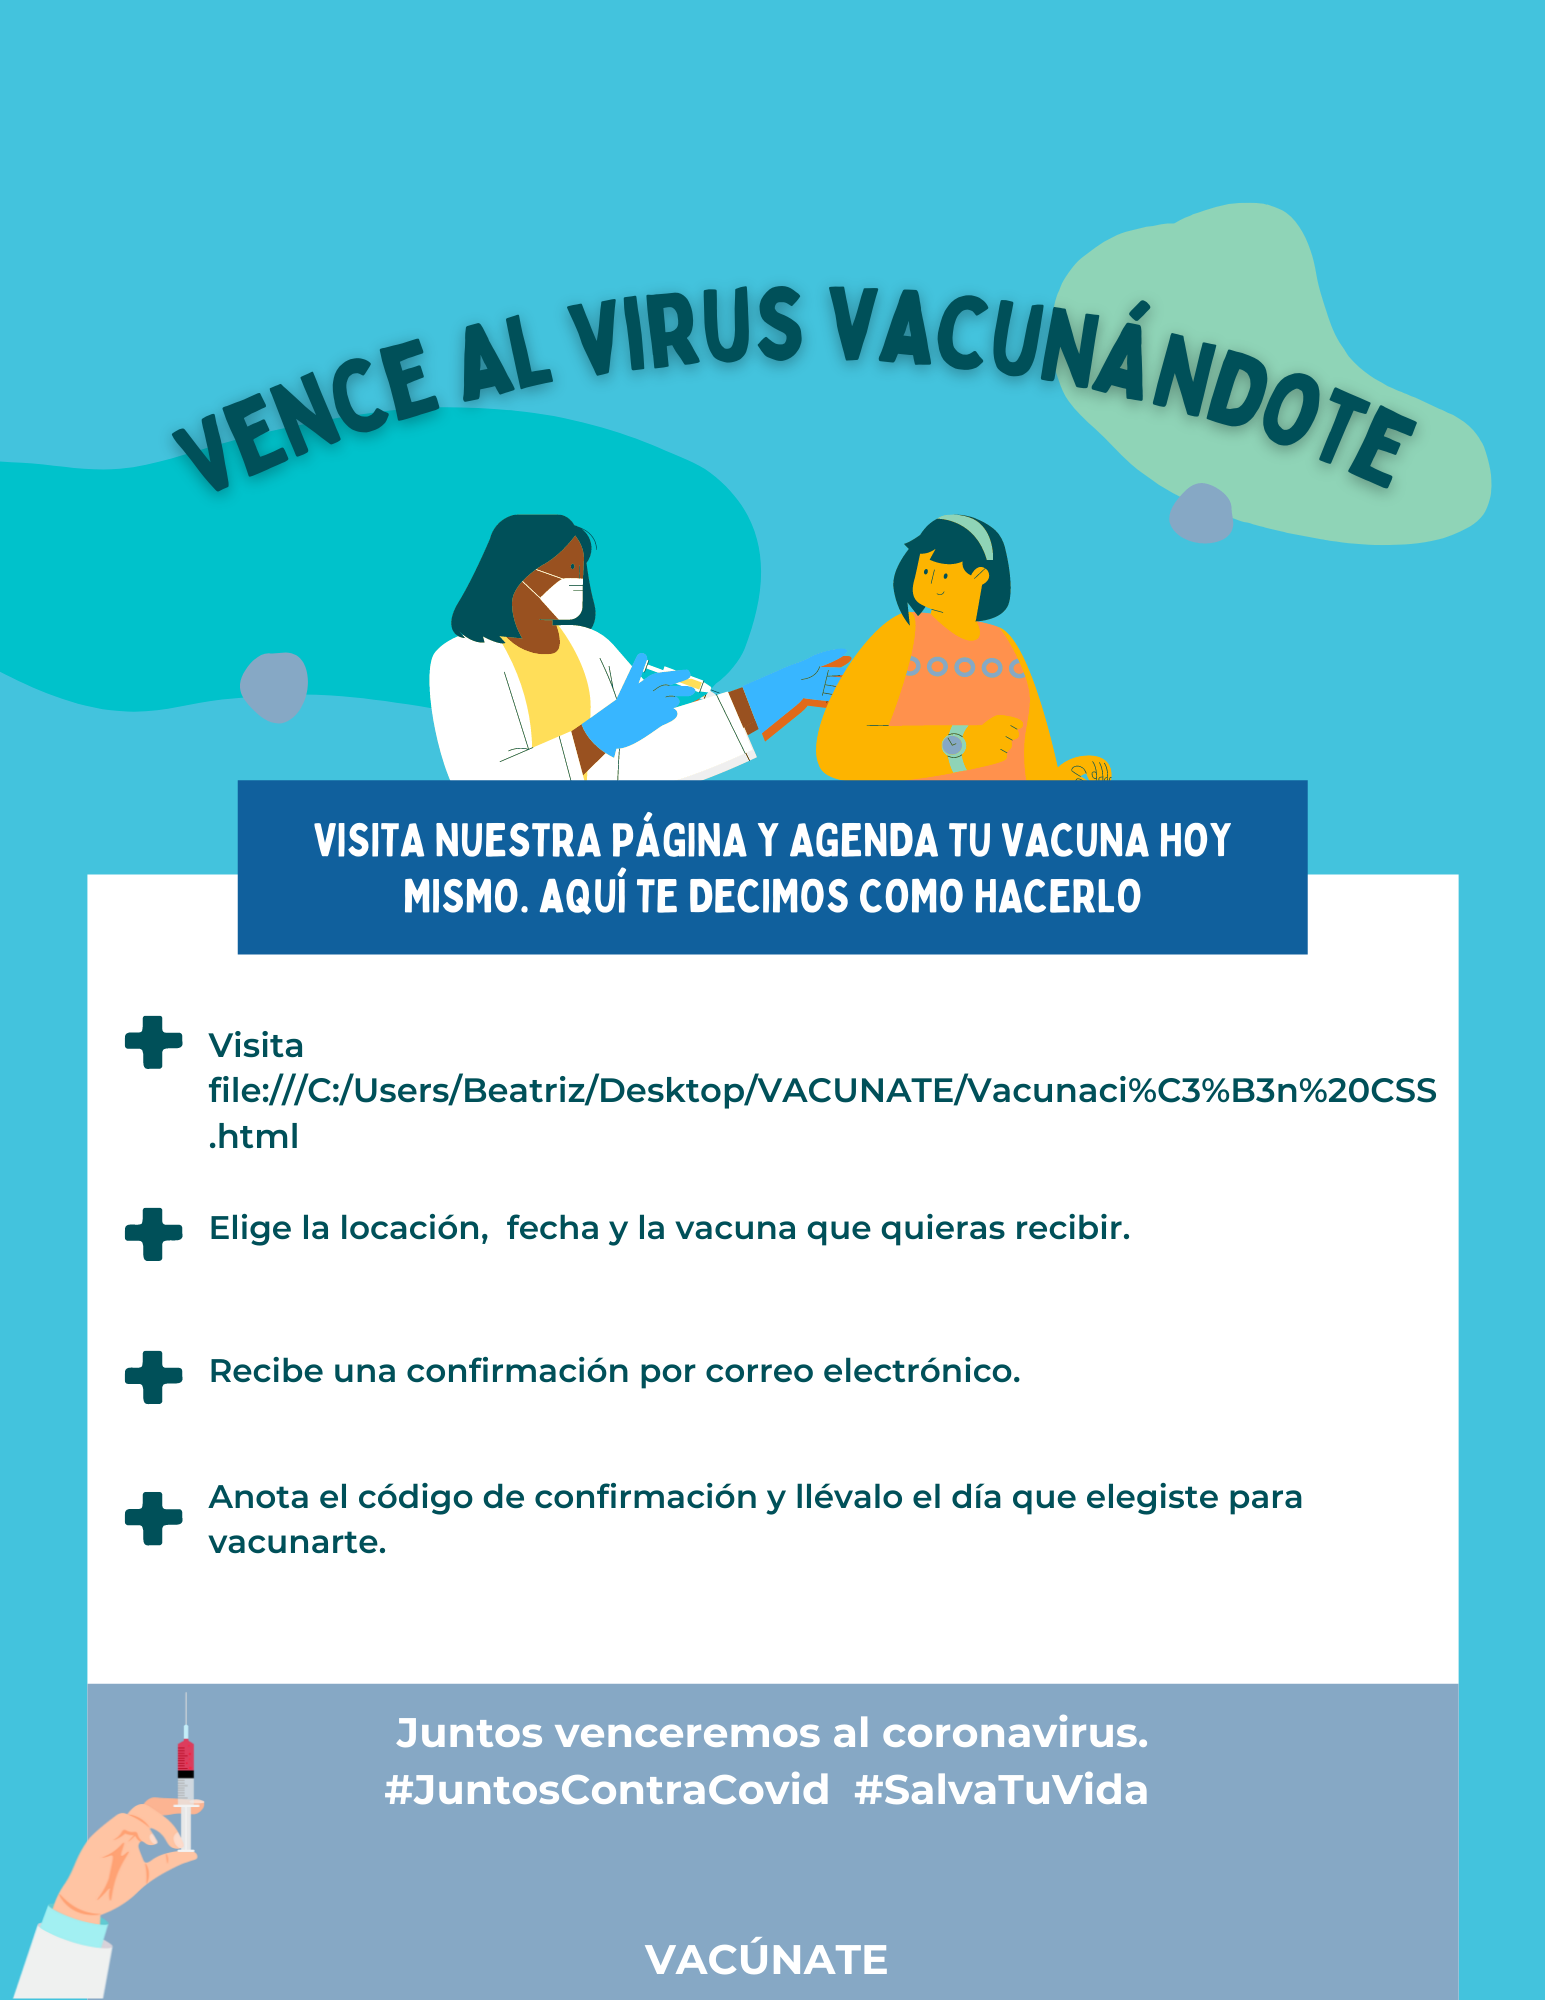 VENCE AL VIRUS VACUNÁNDOTE
VISITA NUESTRA PÁGINA Y AGENDA TU VACUNA HOY
MISMO. AQUÍ TE DECIMOS COMO HACERLO
Visita
file:///C:/Users/Beatriz/Desktop/VACUNATE/Vacunaci%C3%B3n%20CSS
.html
Elige la locación,  fecha y la vacuna que quieras recibir.
Recibe una confirmación por correo electrónico.
Anota el código de confirmación y llévalo el día que elegiste para
vacunarte.
Juntos venceremos al coronavirus.
#JuntosContraCovid  #SalvaTuVida
VACÚNATE